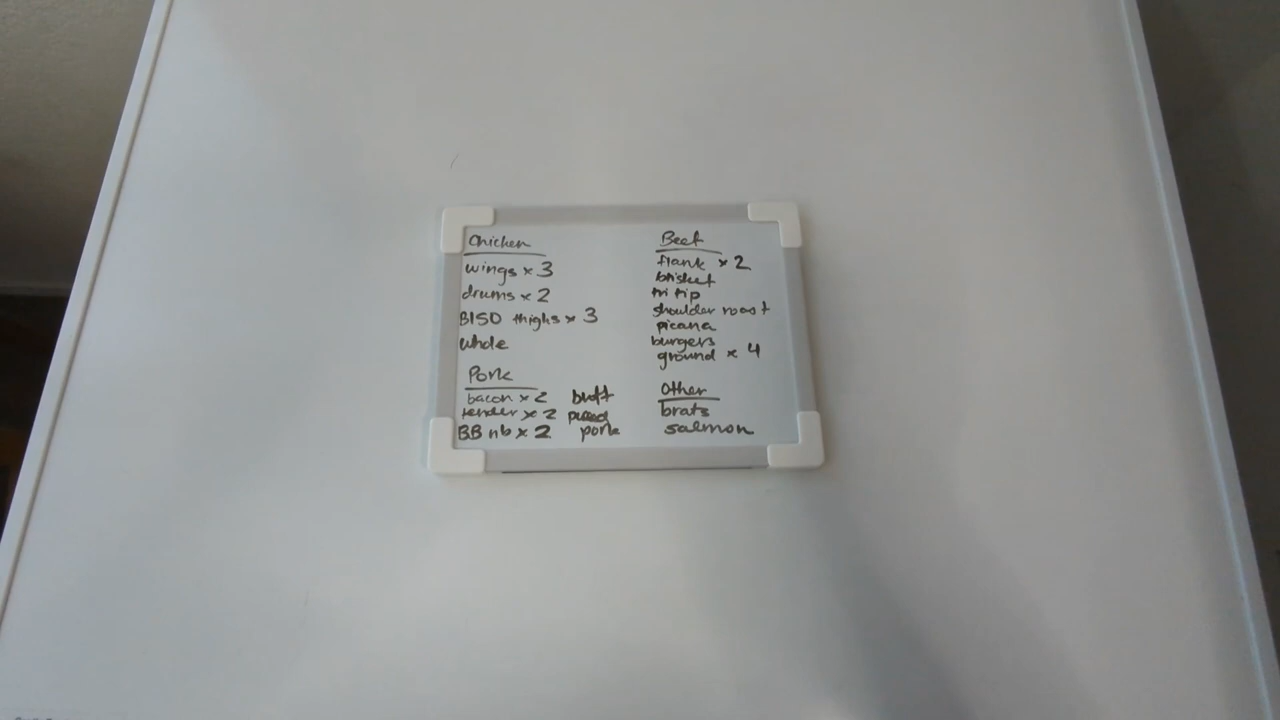 Chicken
wings x 3
drums x 2
BISO thighs x 3
whole
Pork
bacon x 2
tender x 2
BB rib x 2
butt
pork
Beef
flank x 2
brisket
tri tip
shoulder roast
picana
burgers
ground x 4
Other
brats
salmon